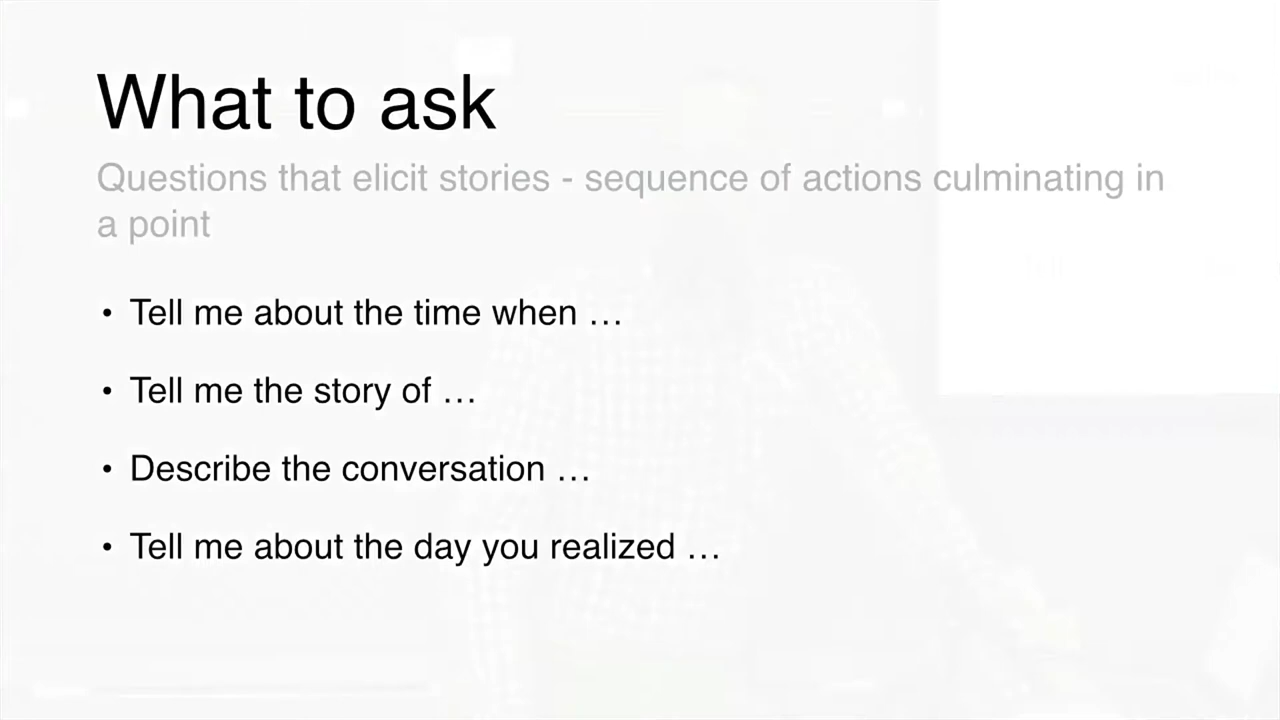 What to ask
Questions that elicit stories - sequence of actions culminating in
a point
• Tell me about the time when …
• Tell me the story of …
• Describe the conversation …
• Tell me about the day you realized …